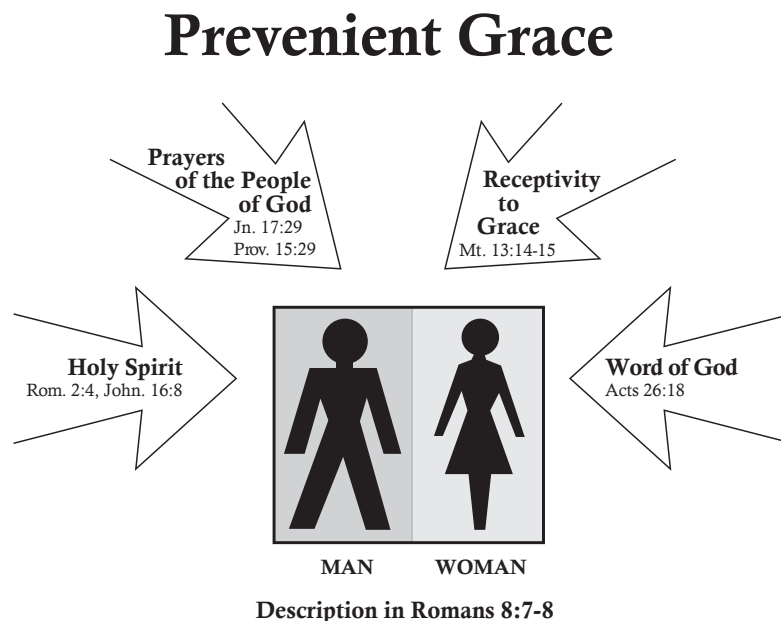 Prevenient Grace
Prayers
of the People
of God
Jn. 17:29
Prov. 15:29
Receptivity
to
Grace
Mt. 13:14-15
Holy Spirit
Rom. 2:4, John. 16:8
Word of God
Acts 26:18
MAN
WOMAN
Description in Romans 8:7-8